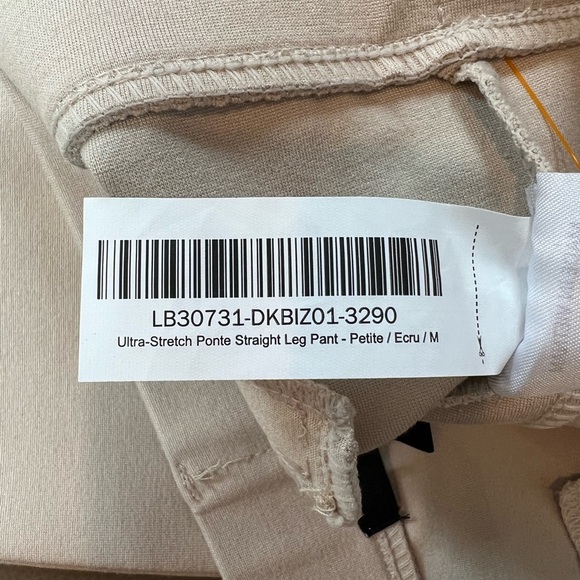 LB30731-DKBIZ01-3290
Ultra-Stretch Ponte Straight Leg Pant - Petite / Ecru / M